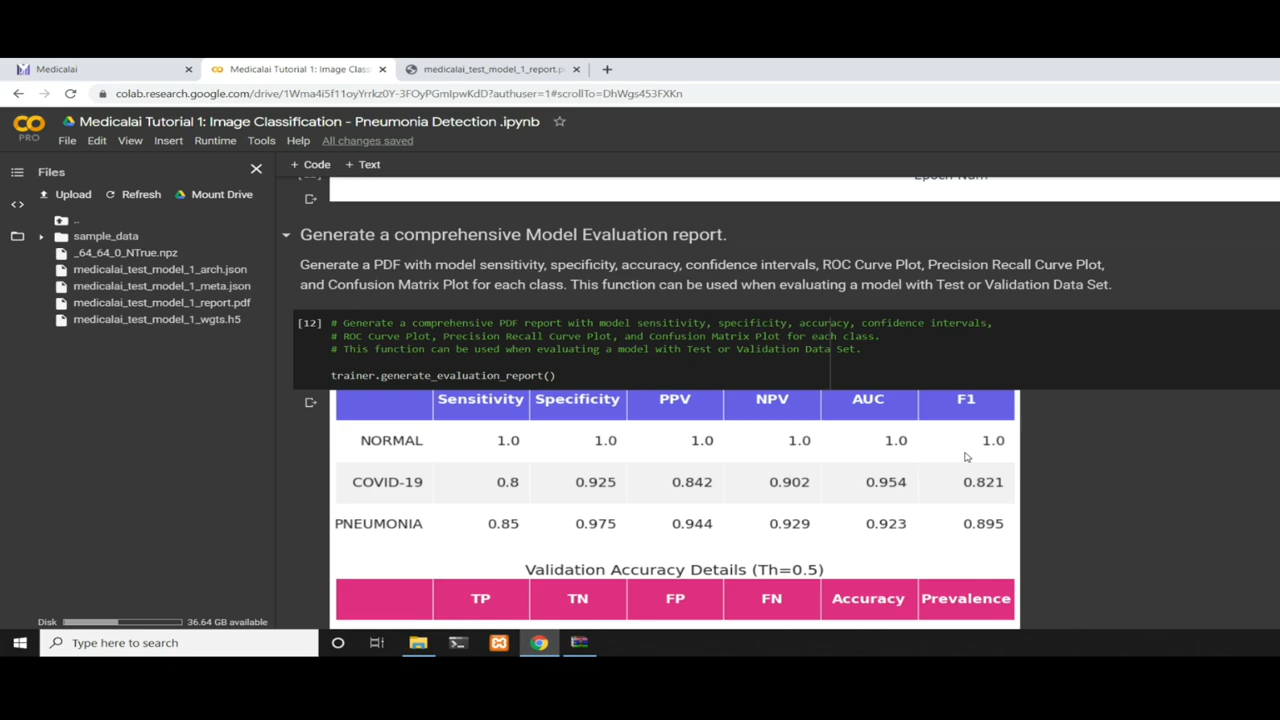 Medicalai
Medicalai Tutorial 1: Image Clas
medicalai_test_model_1_report.p
colab.research.google.com/drive/1Wma4i5f11oyYrrkz0Y-3FOyPGmIpwKdD?authuser=1#scrollTo=DhWgs453FXKn
Medicalai Tutorial 1: Image Classification - Pneumonia Detection .ipynb
PRO
File Edit View Insert Runtime Tools Help All changes saved
+ Code + Text
Files
Upload Refresh Mount Drive
..
sample_data
_64_64_0_NTrue.npz
medicalai_test_model_1_arch.json
medicalai_test_model_1_meta.json
medicalai_test_model_1_report.pdf
medicalai_test_model_1_wgts.h5
Disk 36.64 GB available
Epoch Num
Generate a comprehensive Model Evaluation report.
Generate a PDF with model sensitivity, specificity, accuracy, confidence intervals, ROC Curve Plot, Precision Recall Curve Plot,
and Confusion Matrix Plot for each class. This function can be used when evaluating a model with Test or Validation Data Set.
[12] # Generate a comprehensive PDF report with model sensitivity, specificity, accuracy, confidence intervals,
# ROC Curve Plot, Precision Recall Curve Plot, and Confusion Matrix Plot for each class.
# This function can be used when evaluating a model with Test or Validation Data Set.
trainer.generate_evaluation_report()
Sensitivity Specificity PPV NPV AUC F1
NORMAL 1.0 1.0 1.0 1.0 1.0 1.0
COVID-19 0.8 0.925 0.842 0.902 0.954 0.821
PNEUMONIA 0.85 0.975 0.944 0.929 0.923 0.895
Validation Accuracy Details (Th=0.5)
TP TN FP FN Accuracy Prevalence
Type here to search